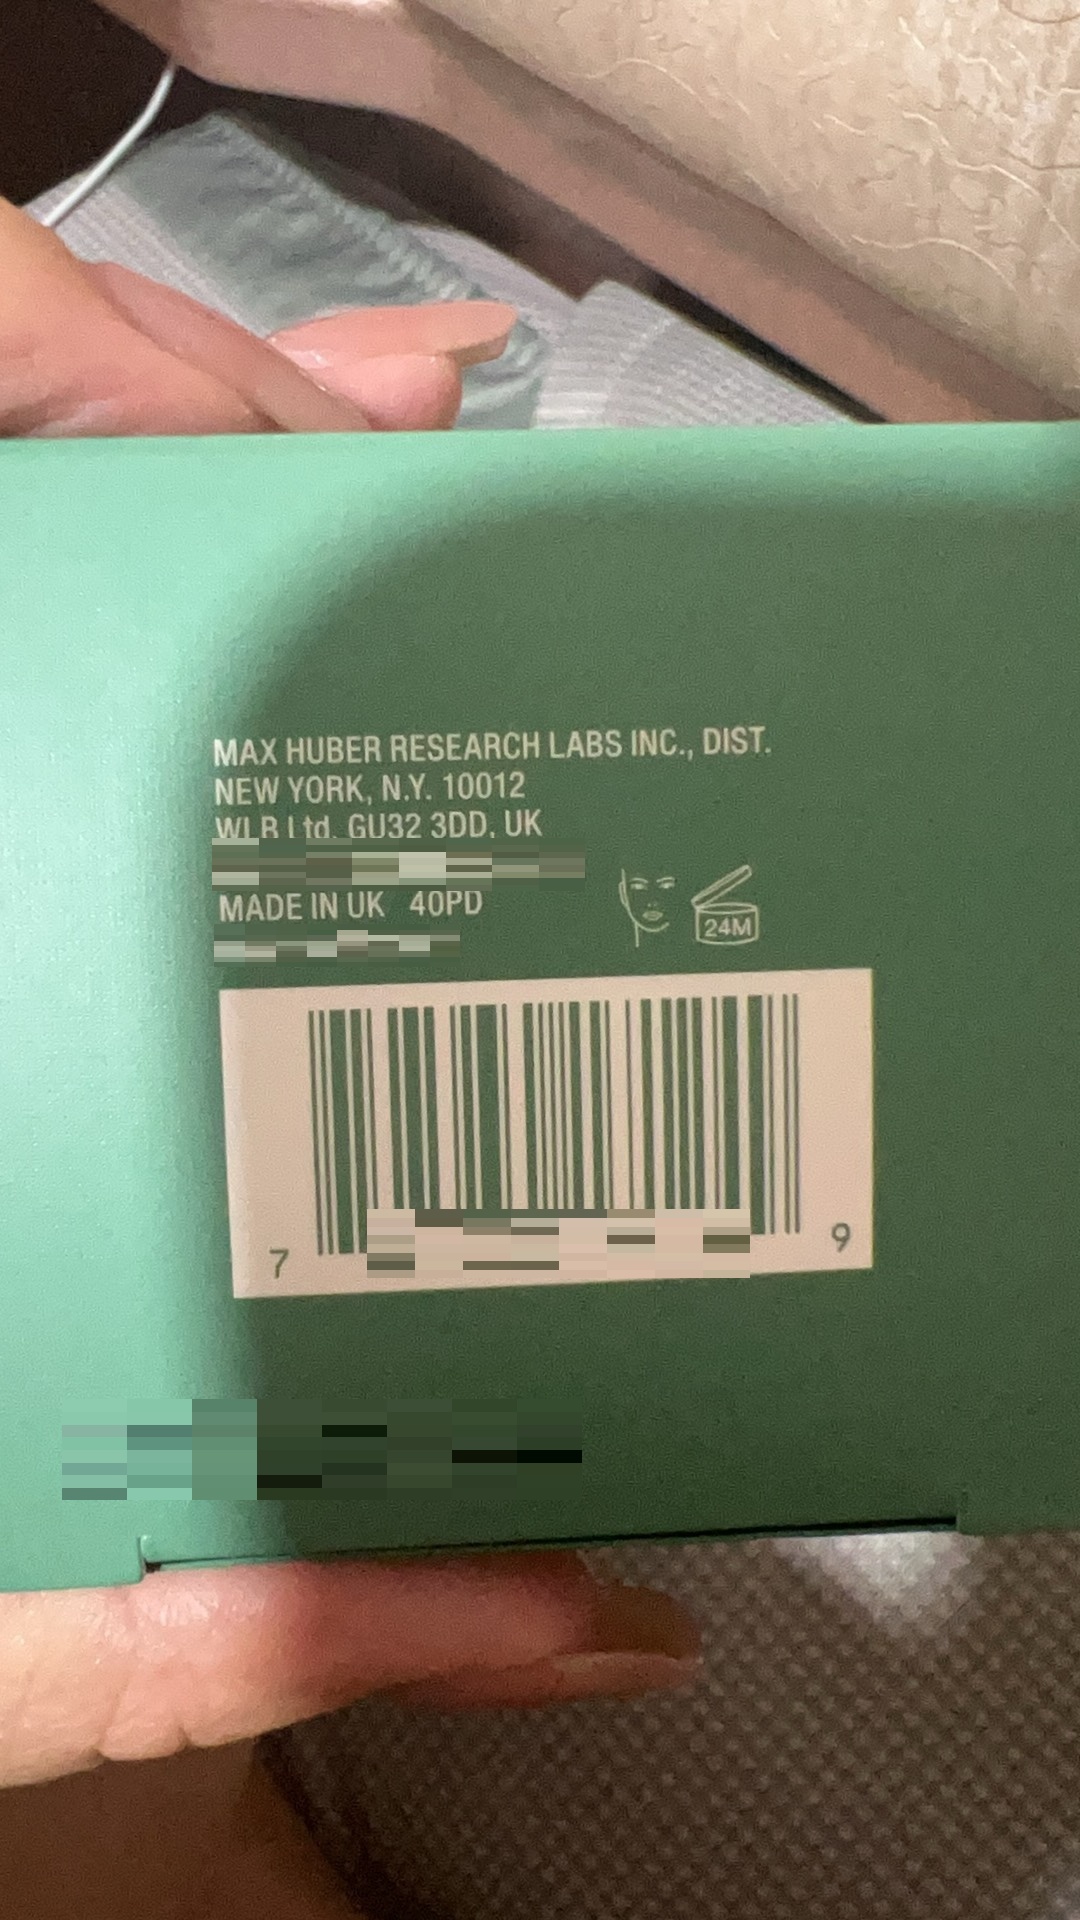 MAX HUBER RESEARCH LABS INC., DIST.
NEW YORK, N.Y. 10012
WLR Ltd. GU32 3DD, UK
MADE IN UK 40PD
24M
7 9